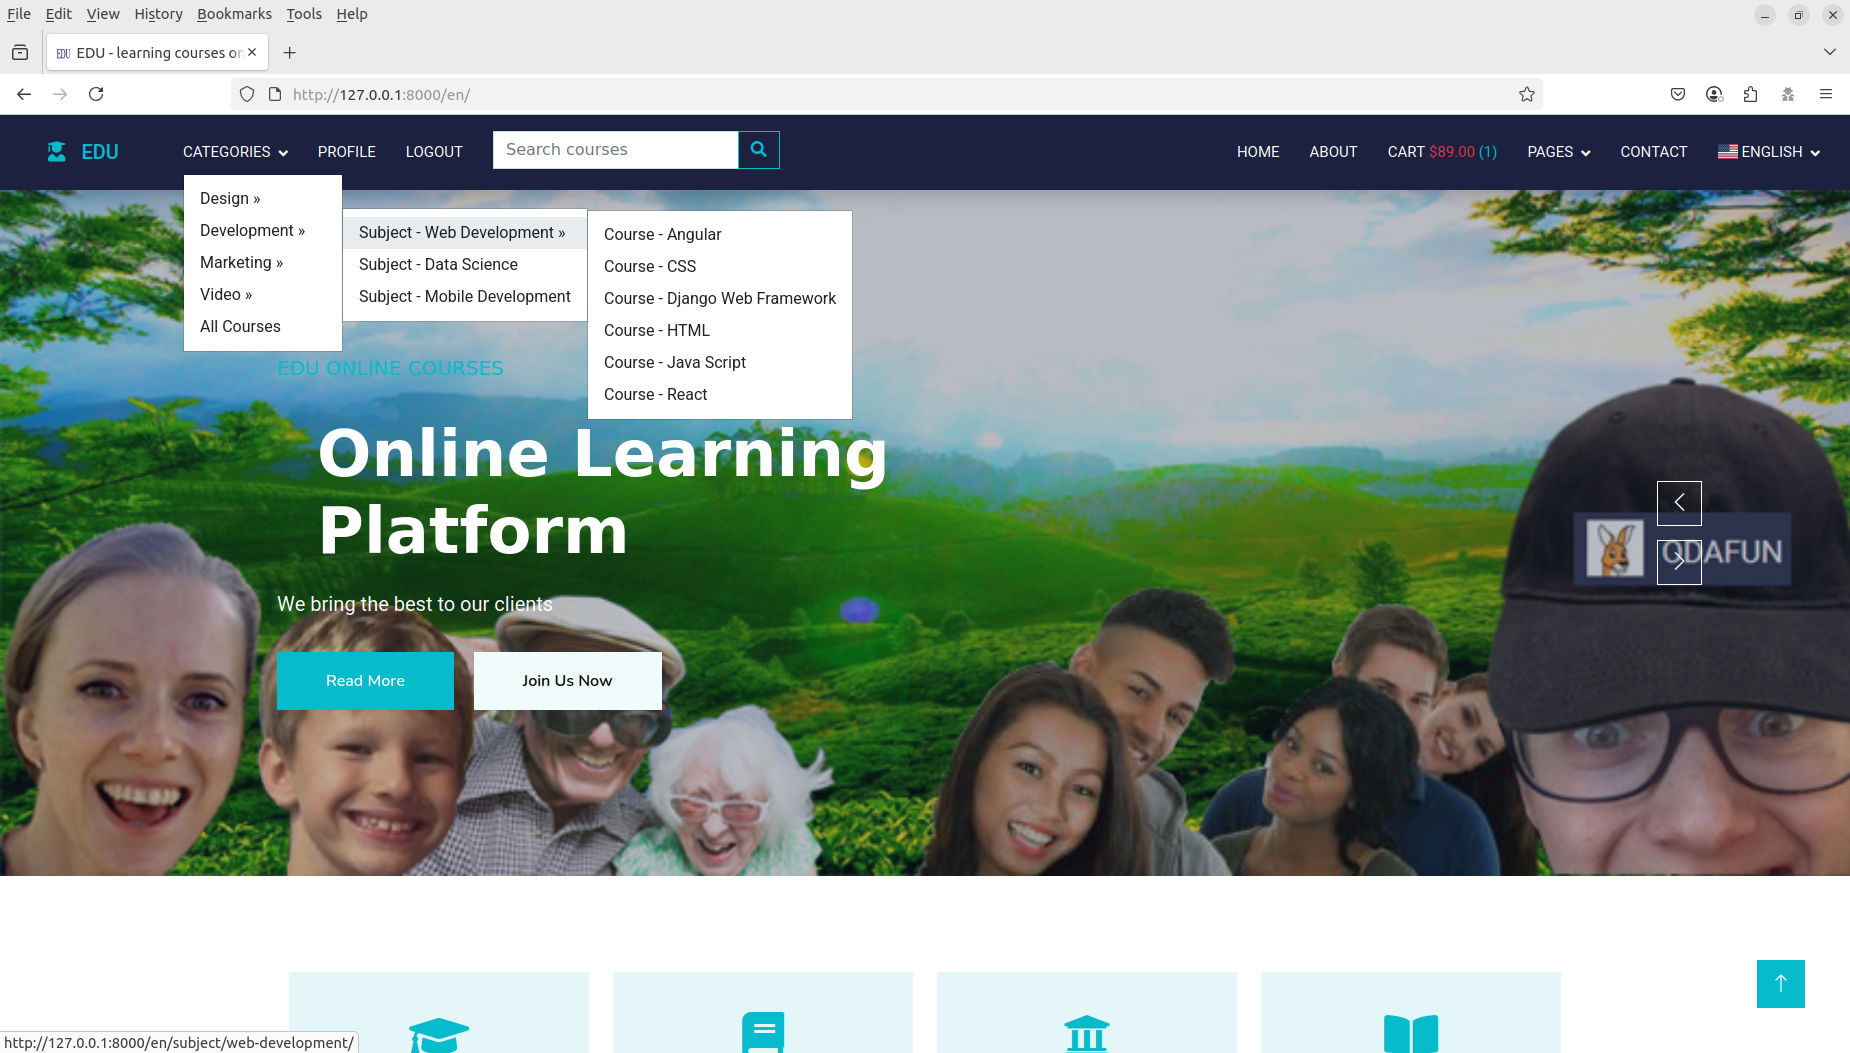 File Edit View History Bookmarks Tools Help
EDU EDU - learning courses on
http://127.0.0.1:8000/en/
EDU CATEGORIES PROFILE LOGOUT Search courses HOME ABOUT CART $89.00 (1) PAGES CONTACT ENGLISH
Design »
Development »
Marketing »
Video »
All Courses
Subject - Web Development »
Subject - Data Science
Subject - Mobile Development
Course - Angular
Course - CSS
Course - Django Web Framework
Course - HTML
Course - Java Script
Course - React
EDU ONLINE COURSES
Online Learning
Platform
We bring the best to our clients
Read More Join Us Now
ODAFUN
http://127.0.0.1:8000/en/subject/web-development/